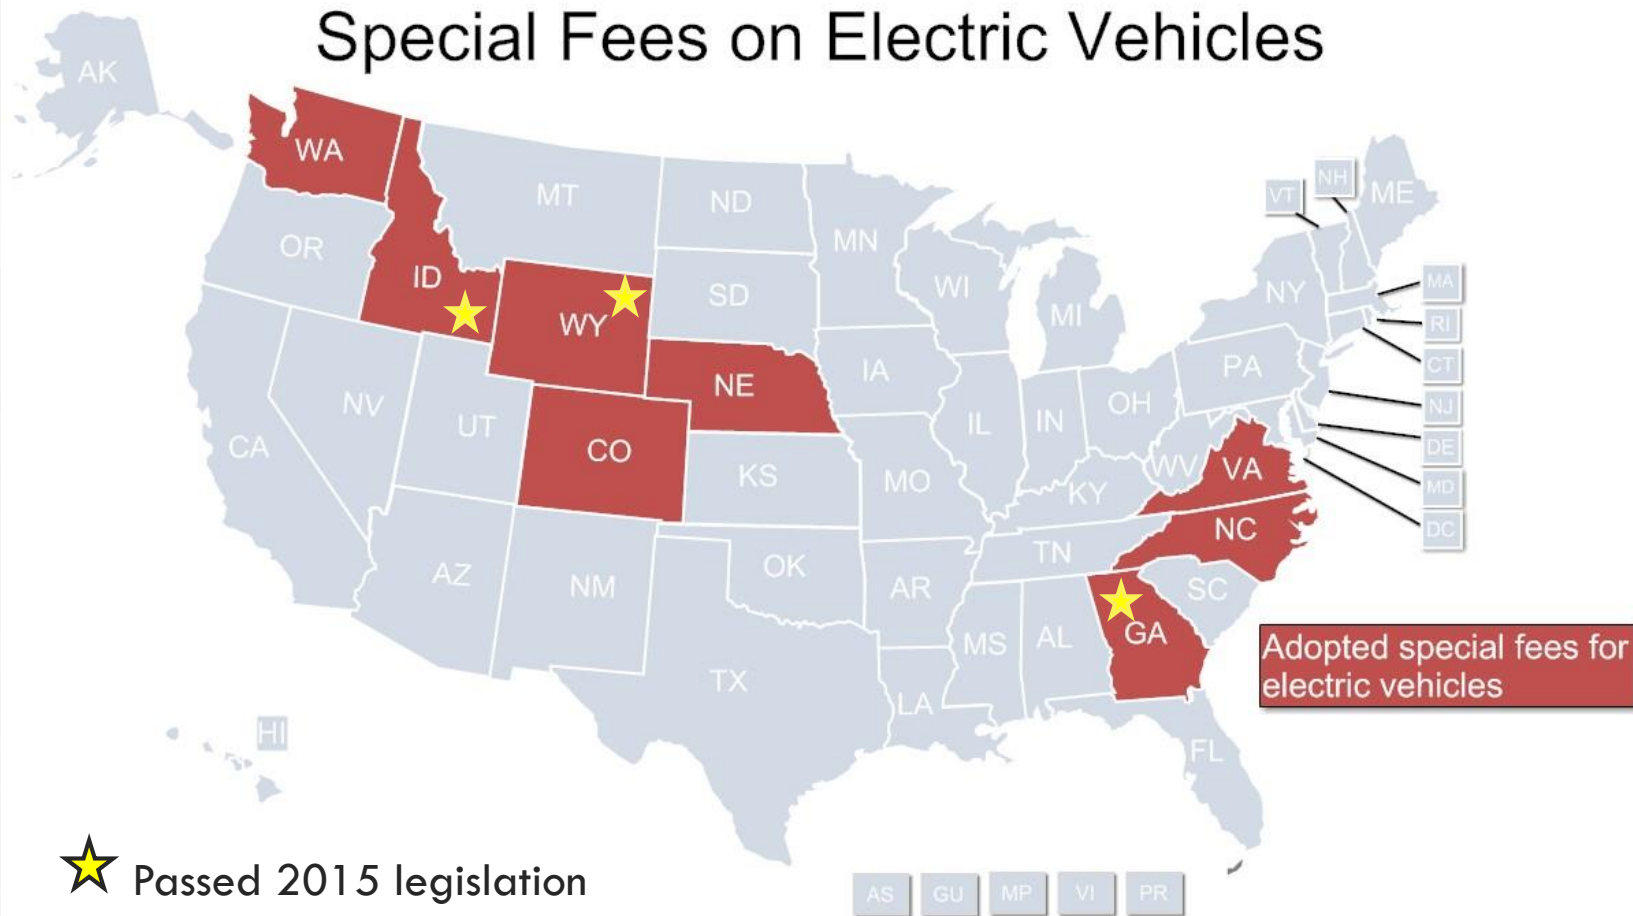 Special Fees on Electric Vehicles
AK
WA
MT
ND
MN
VT
NH
ME
OR
ID
WY
SD
WI
MI
NY
MA
RI
CT
NJ
DE
MD
DC
NV
UT
CA
CO
NE
IA
IL
IN
OH
PA
KS
MO
KY
WV
VA
NC
AZ
NM
OK
AR
TN
SC
MS
AL
GA
TX
LA
FL
HI
Adopted special fees for
electric vehicles
Passed 2015 legislation
AS
GU
MP
VI
PR